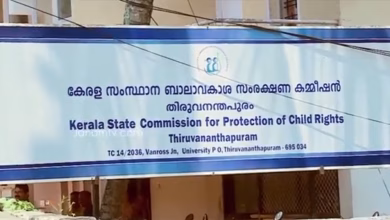 കേരള സംസ്ഥാന ബാലാവകാശ സംരക്ഷണ കമ്മീഷൻ
തിരുവനന്തപുരം
Kerala State Commission for Protection of Child Rights
Thiruvananthapuram
TC 14/2036, Vanross Jn, University P O, Thiruvananthapuram - 695 034